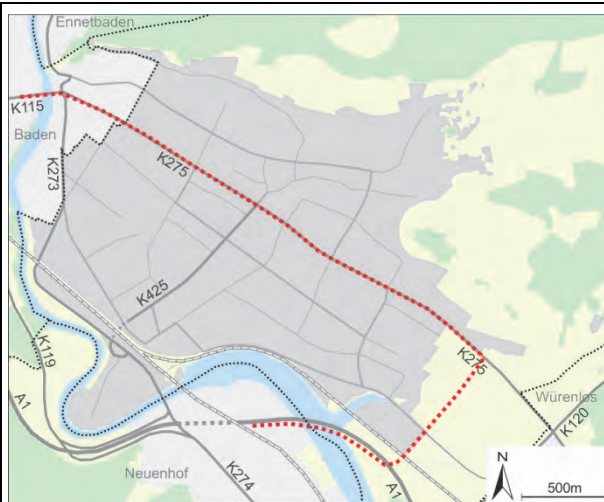 Ennetbaden
K115
Baden
K273
K275
K425
K119
A1
K275
Würenlos
K120
Neuenhof
K274
A1
N
500m